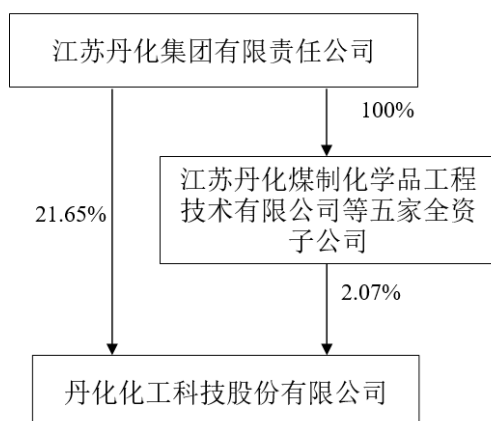 江苏丹化集团有限责任公司
100%
江苏丹化煤制化学品工程
技术有限公司等五家全资
子公司
21.65%
2.07%
丹化化工科技股份有限公司